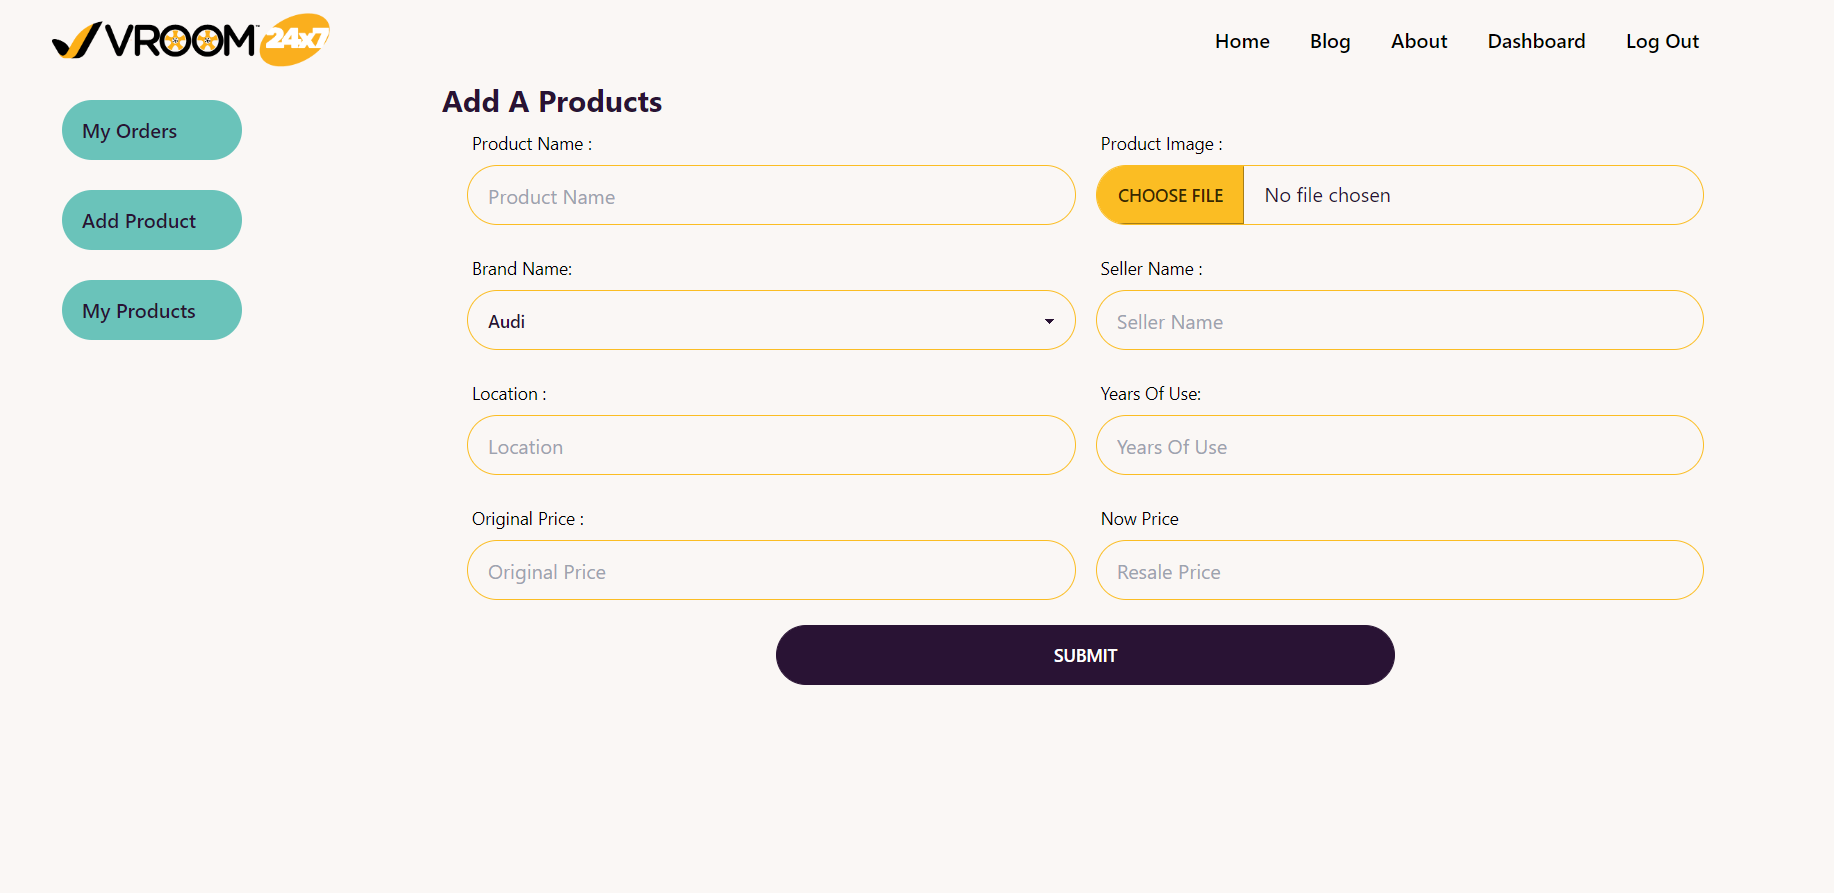 VROOM™ 24x7
Home Blog About Dashboard Log Out
My Orders
Add Product
My Products
Add A Products
Product Name : Product Image :
Product Name CHOOSE FILE No file chosen
Brand Name: Seller Name :
Audi Seller Name
Location : Years Of Use:
Location Years Of Use
Original Price : Now Price
Original Price Resale Price
SUBMIT